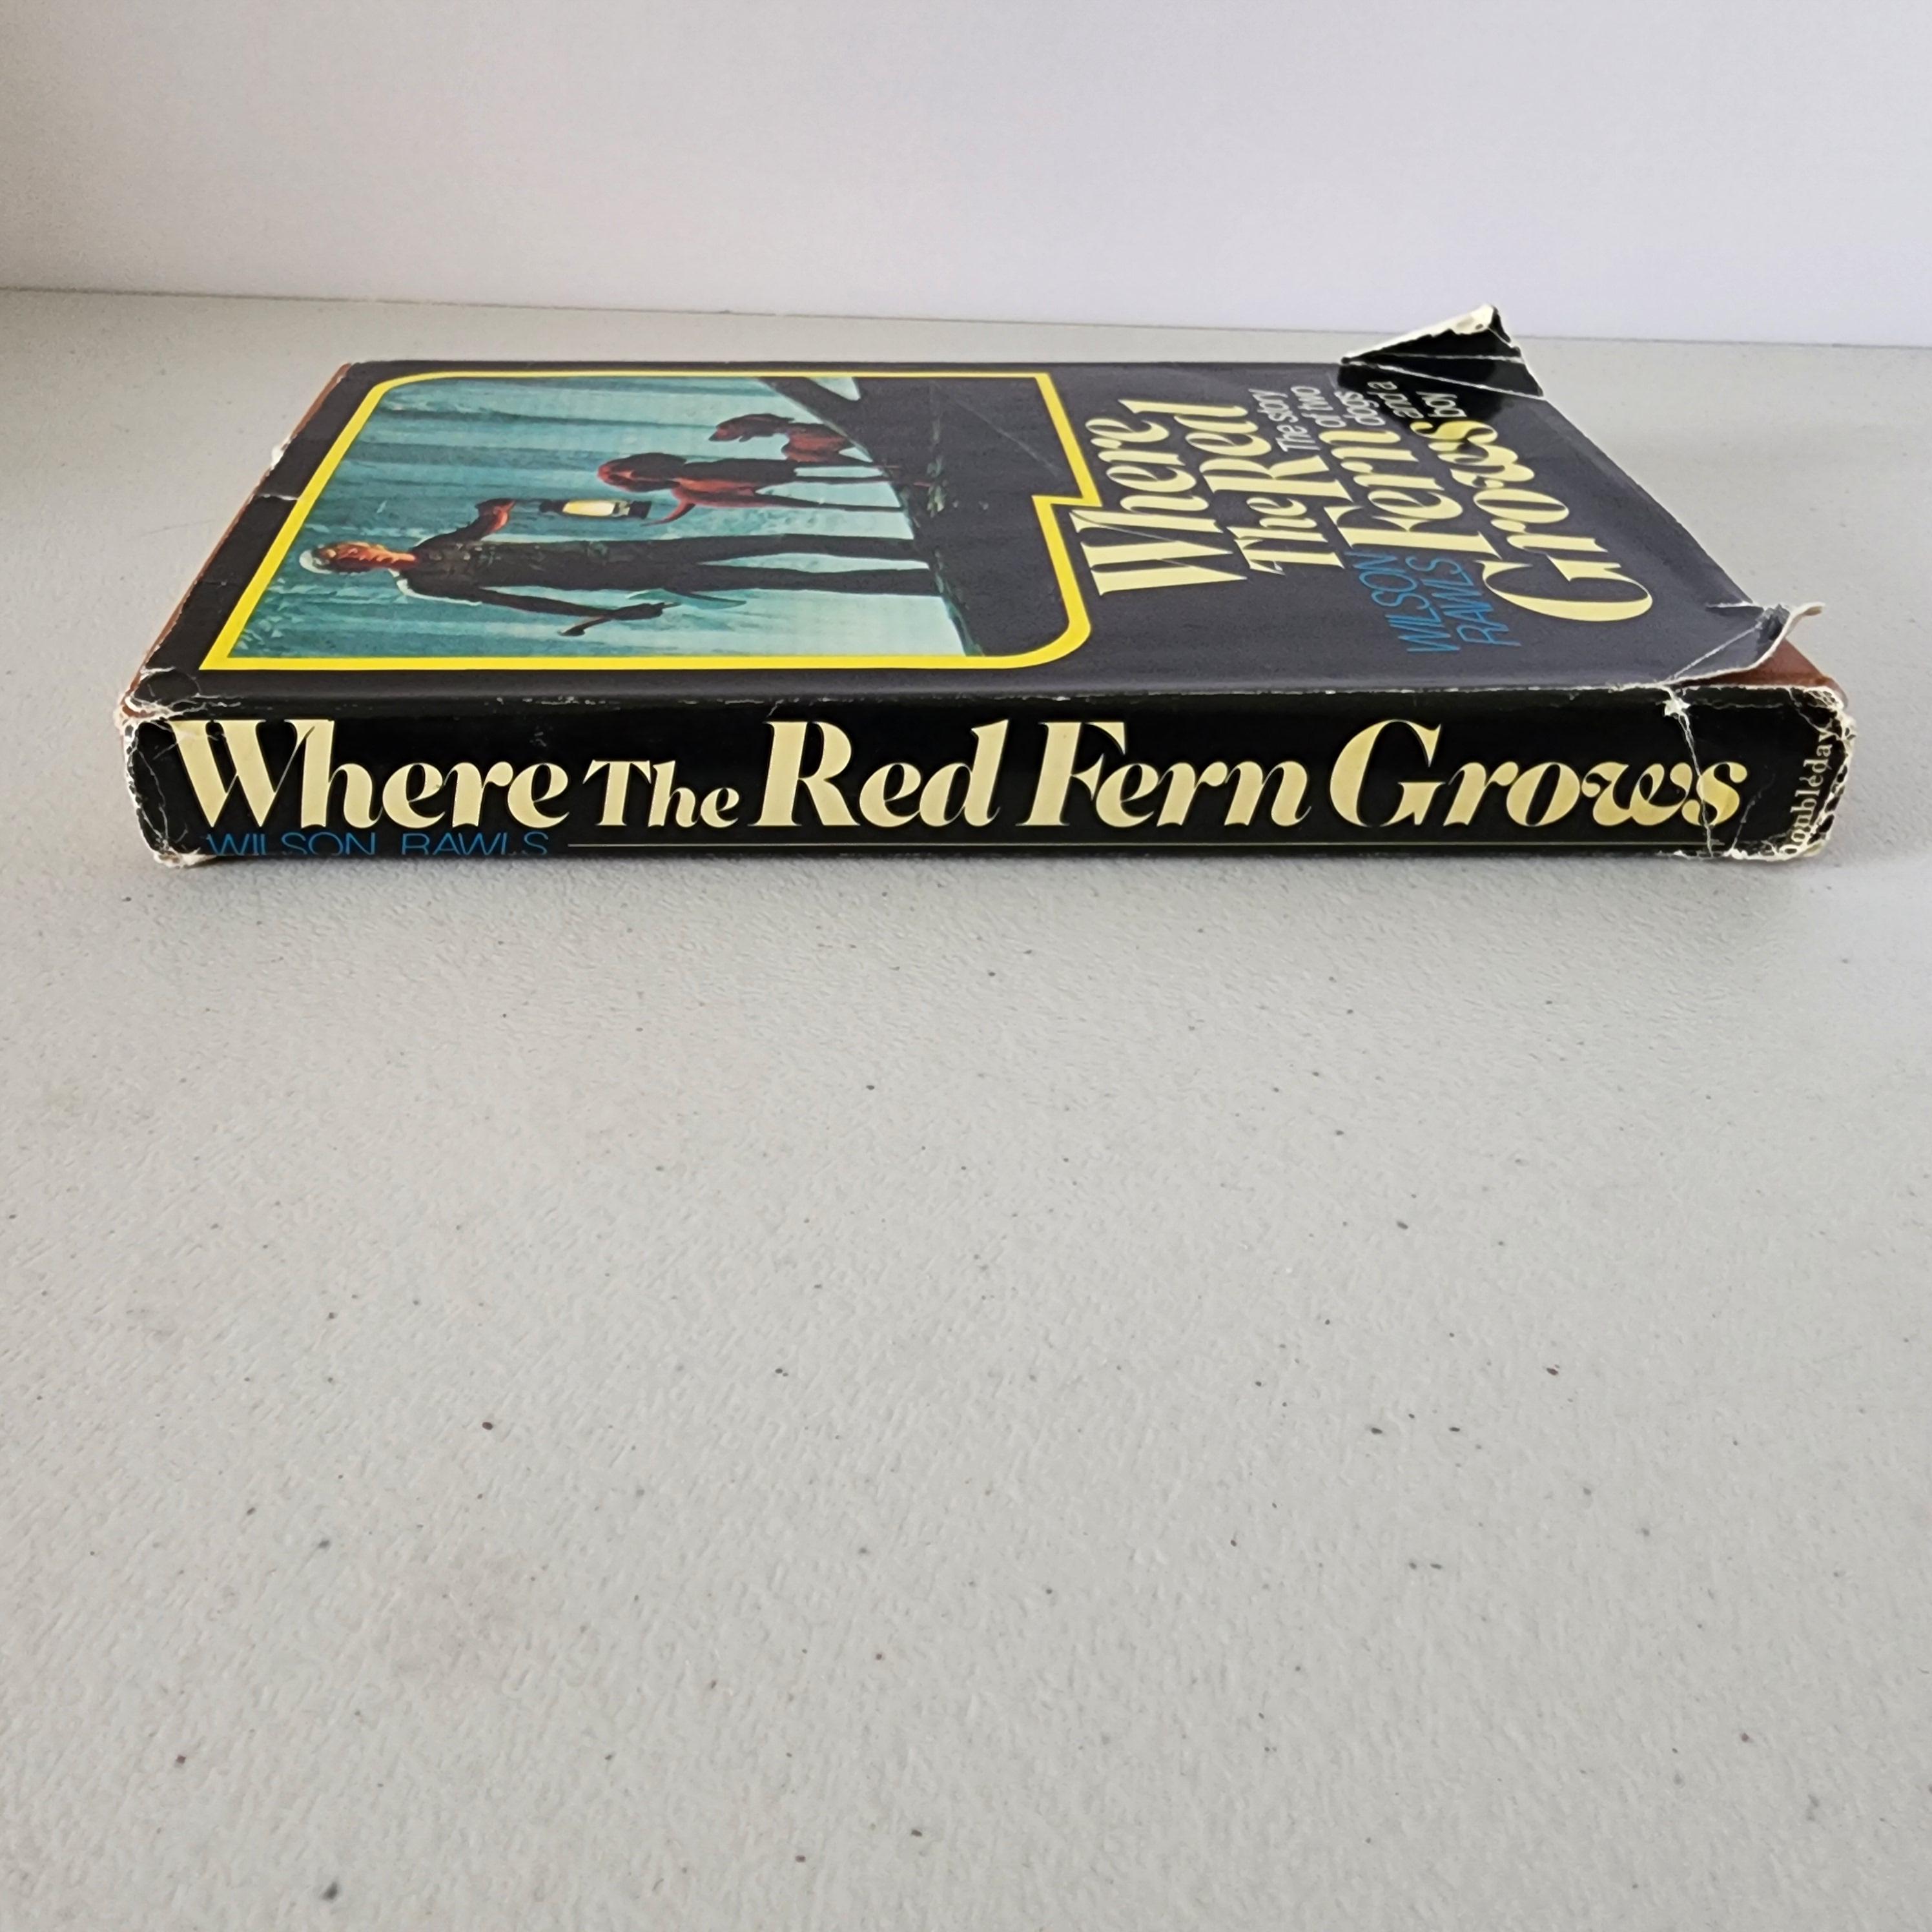 Where
The Red
The story
of two
dogs
and a
boy
Fern
Grows
WILSON
RAWLS
Where The Red Fern Grows
WILSON RAWLS
Doubleday